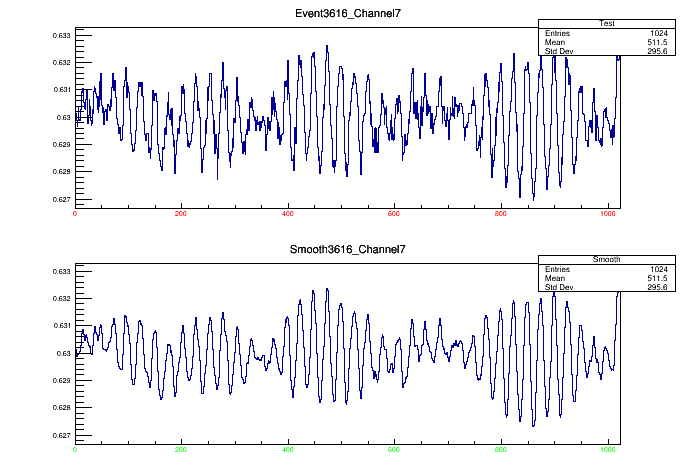 Event3616_Channel7
Test
Entries 1024
Mean 511.5
Std Dev 295.6
0.633
0.632
0.631
0.63
0.629
0.628
0.627
0 200 400 600 800 1000
Smooth3616_Channel7
Smooth
Entries 1024
Mean 511.5
Std Dev 295.6
0.633
0.632
0.631
0.63
0.629
0.628
0.627
0 200 400 600 800 1000